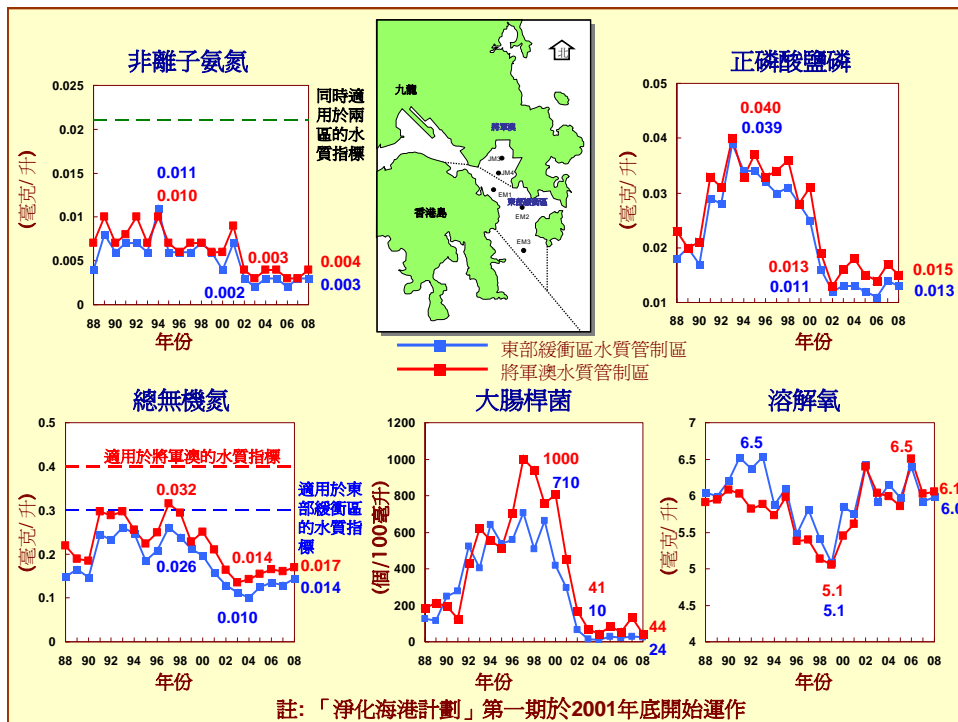 非離子氨氮
(毫克/ 升)
0.025
0.02
0.015
0.01
0.005
0
同時適
用於兩
區的水
質指標
0.011
0.010
0.003
0.002
0.004
0.003
88 90 92 94 96 98 00 02 04 06 08
年份
北
九龍
將軍澳
JM3
JM4
EM1
東部緩衝區
EM2
香港島
EM3
正磷酸鹽磷
(毫克/ 升)
0.05
0.04
0.03
0.02
0.01
0.040
0.039
0.013
0.011
0.015
0.013
88 90 92 94 96 98 00 02 04 06 08
年份
東部緩衝區水質管制區
將軍澳水質管制區
總無機氮
(毫克/ 升)
0.5
0.4
0.3
0.2
0.1
0
適用於將軍澳的水質指標
適用於東
部緩衝區
的水質指
標
0.032
0.026
0.014
0.010
0.017
0.014
88 90 92 94 96 98 00 02 04 06 08
年份
大腸桿菌
(個/100毫升)
1200
1000
800
600
400
200
0
1000
710
41
10
44
24
88 90 92 94 96 98 00 02 04 06 08
年份
溶解氧
(毫克/ 升)
7
6.5
6
5.5
5
4.5
4
6.5
6.5
5.1
5.1
6.1
6.0
88 90 92 94 96 98 00 02 04 06 08
年份
註: 「淨化海港計劃」第一期於2001年底開始運作